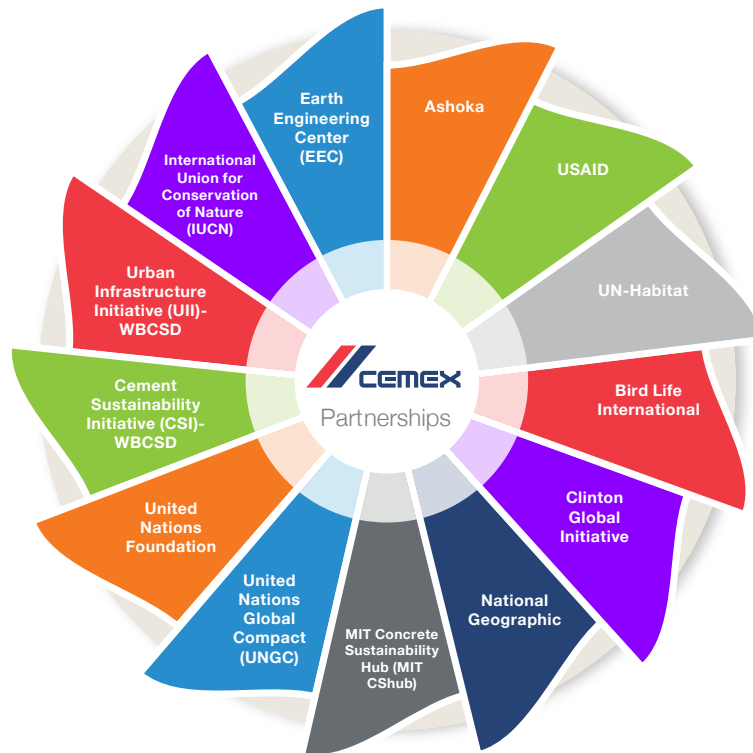 Earth
Engineering
Center
(EEC)
Ashoka
USAID
UN-Habitat
Bird Life
International
Clinton
Global
Initiative
National
Geographic
MIT Concrete
Sustainability
Hub (MIT
CShub)
United
Nations
Global
Compact
(UNGC)
United
Nations
Foundation
Cement
Sustainability
Initiative (CSI)-
WBCSD
Urban
Infrastructure
Initiative (UII)-
WBCSD
International
Union for
Conservation
of Nature
(IUCN)
CEMEX
Partnerships